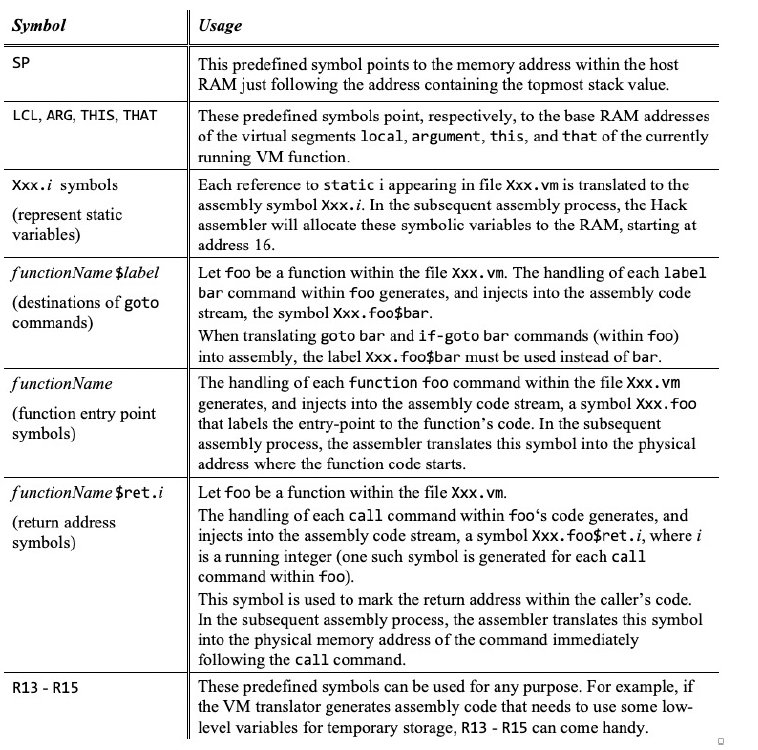 Symbol
Usage
SP
This predefined symbol points to the memory address within the host
RAM just following the address containing the topmost stack value.
LCL, ARG, THIS, THAT
These predefined symbols point, respectively, to the base RAM addresses
of the virtual segments local, argument, this, and that of the currently
running VM function.
Xxx.i symbols
(represent static
variables)
Each reference to static i appearing in file Xxx.vm is translated to the
assembly symbol Xxx.i. In the subsequent assembly process, the Hack
assembler will allocate these symbolic variables to the RAM, starting at
address 16.
functionName$label
(destinations of goto
commands)
Let foo be a function within the file Xxx.vm. The handling of each label
bar command within foo generates, and injects into the assembly code
stream, the symbol Xxx.foo$bar.
When translating goto bar and if-goto bar commands (within foo)
into assembly, the label Xxx.foo$bar must be used instead of bar.
functionName
(function entry point
symbols)
The handling of each function foo command within the file Xxx.vm
generates, and injects into the assembly code stream, a symbol Xxx.foo
that labels the entry-point to the function's code. In the subsequent
assembly process, the assembler translates this symbol into the physical
address where the function code starts.
functionName$ret.i
(return address
symbols)
Let foo be a function within the file Xxx.vm.
The handling of each call command within foo‘s code generates, and
injects into the assembly code stream, a symbol Xxx.foo$ret.i, where i
is a running integer (one such symbol is generated for each call
command within foo).
This symbol is used to mark the return address within the caller's code.
In the subsequent assembly process, the assembler translates this symbol
into the physical memory address of the command immediately
following the call command.
R13 - R15
These predefined symbols can be used for any purpose. For example, if
the VM translator generates assembly code that needs to use some low-
level variables for temporary storage, R13 - R15 can come handy.